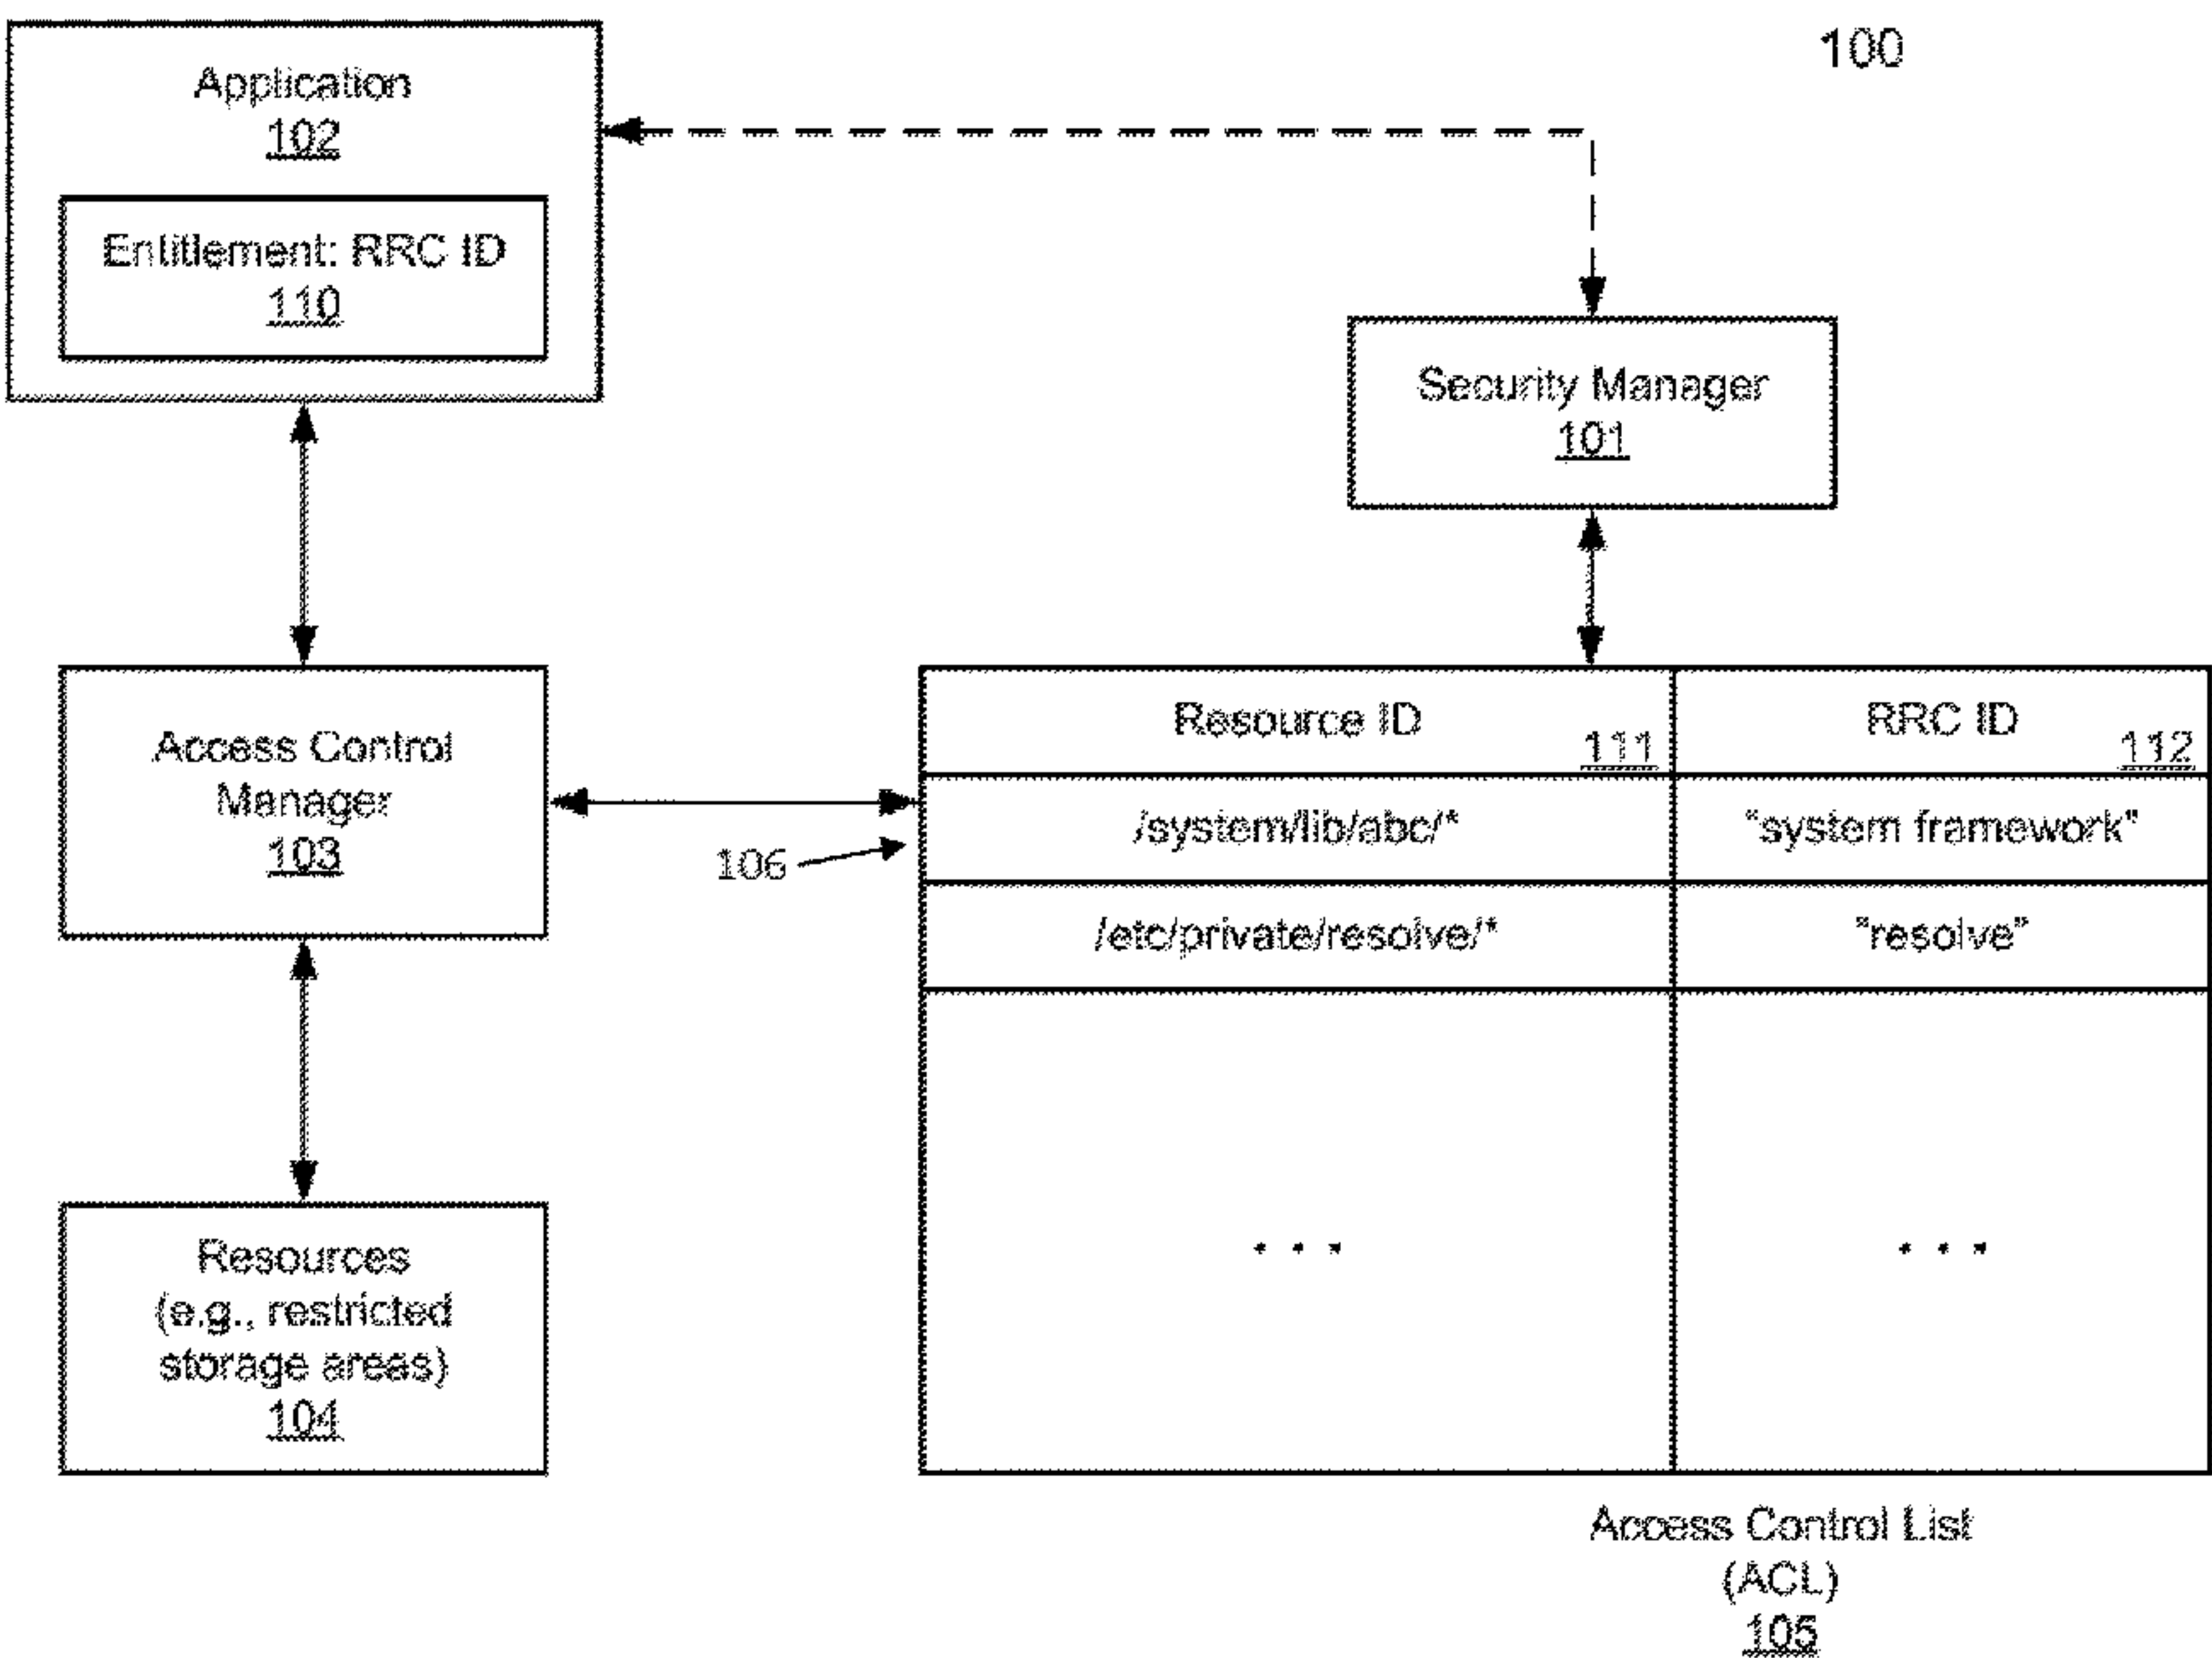 100
Application
102
Entitlement: RRC ID
110
Security Manager
101
Access Control
Manager
103
Resource ID
111
RRC ID
112
/system/lib/abc/*
"system framework"
106
/etc/private/resolve/*
"resolve"
. . .
. . .
Resources
(e.g., restricted
storage areas)
104
Access Control List
(ACL)
105